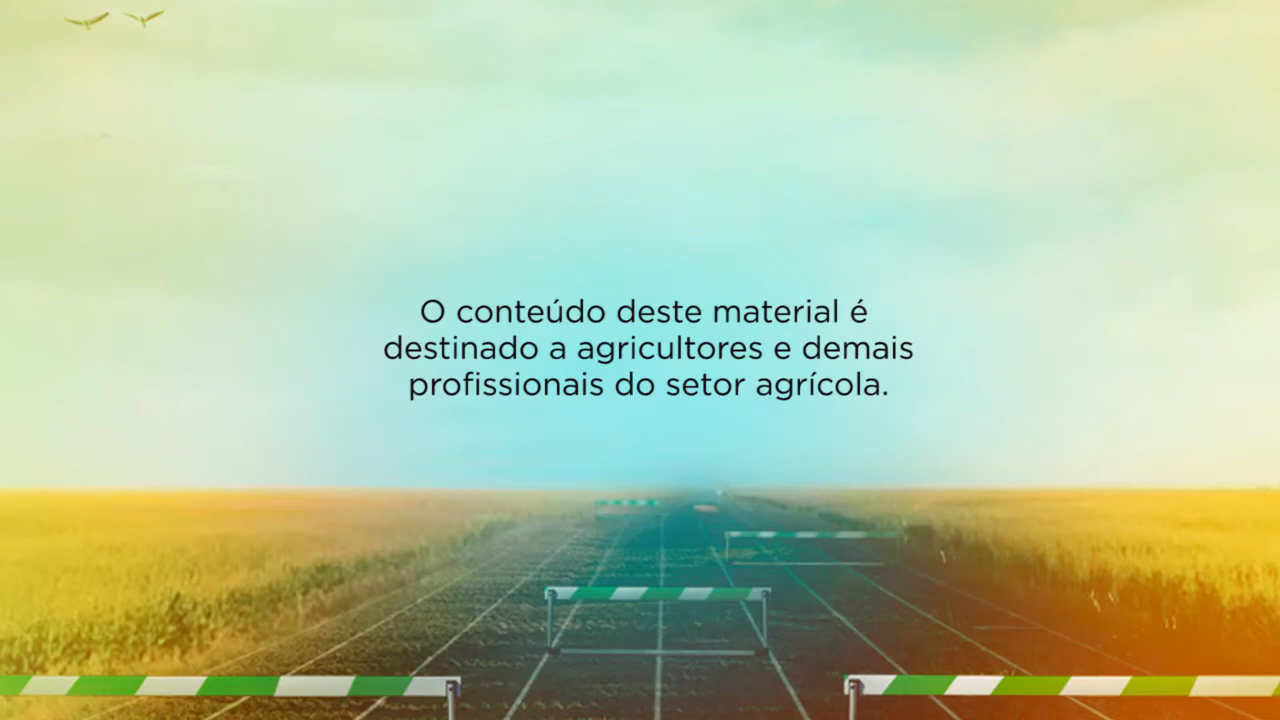 O conteúdo deste material é
destinado a agricultores e demais
profissionais do setor agrícola.